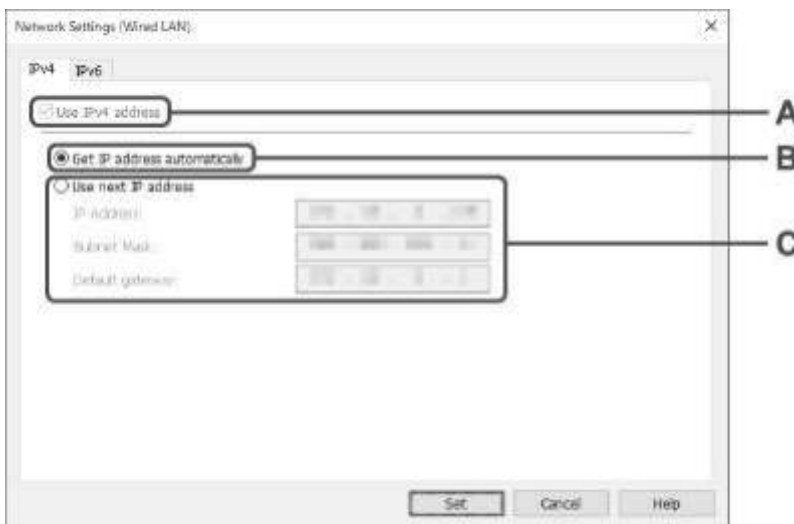 Network Settings (Wired LAN)
IPv4 IPv6
Use IPv4 address
A
Get IP address automatically
B
Use next IP address
IP Address:
Subnet Mask:
C
Default gateway:
Set Cancel Help